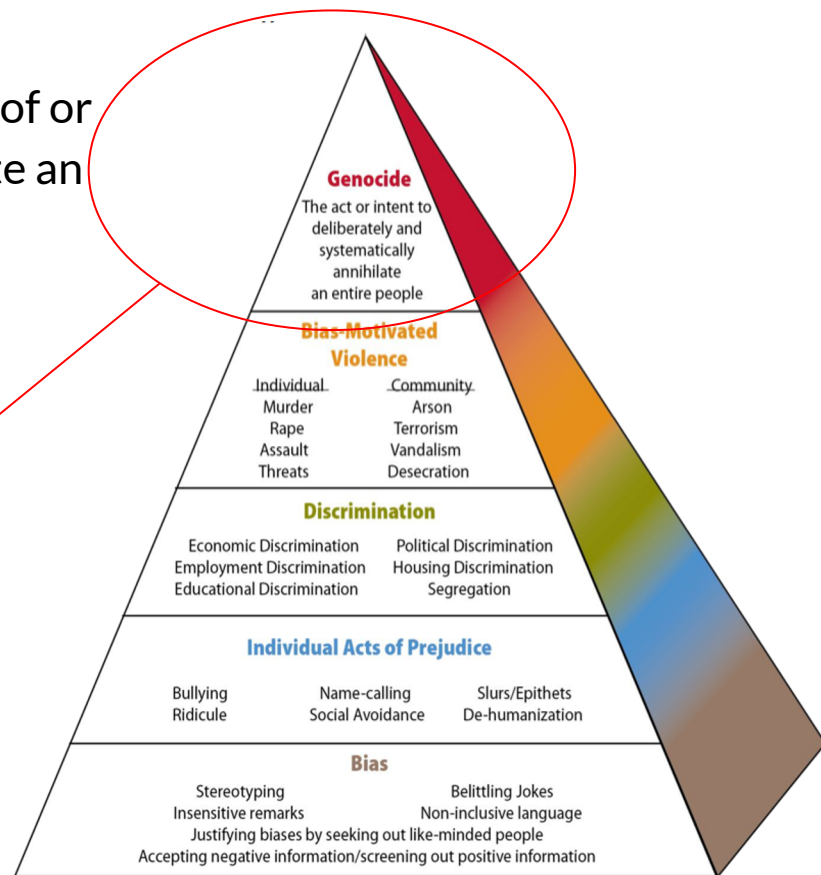 of or
an
Genocide
The act or intent to
deliberately and
systematically
annihilate
an entire people
Bias-Motivated
Violence
Individual Community
Murder Arson
Rape Terrorism
Assault Vandalism
Threats Desecration
Discrimination
Economic Discrimination Political Discrimination
Employment Discrimination Housing Discrimination
Educational Discrimination Segregation
Individual Acts of Prejudice
Bullying Name-calling Slurs/Epithets
Ridicule Social Avoidance De-humanization
Bias
Stereotyping Belittling Jokes
Insensitive remarks Non-inclusive language
Justifying biases by seeking out like-minded people
Accepting negative information/screening out positive information